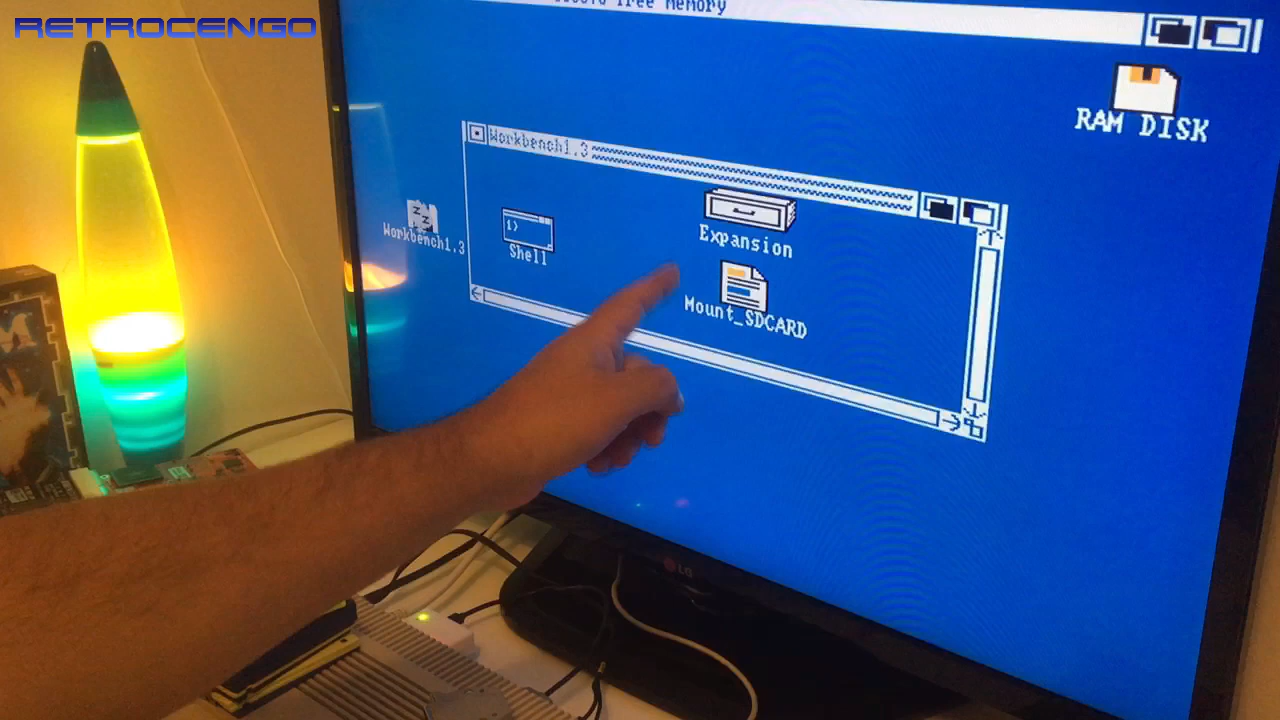 RETROCENGO
free memory
RAM DISK
Workbench1.3
Workbench1.3
1>
Shell
Expansion
Mount_SDCARD
LG